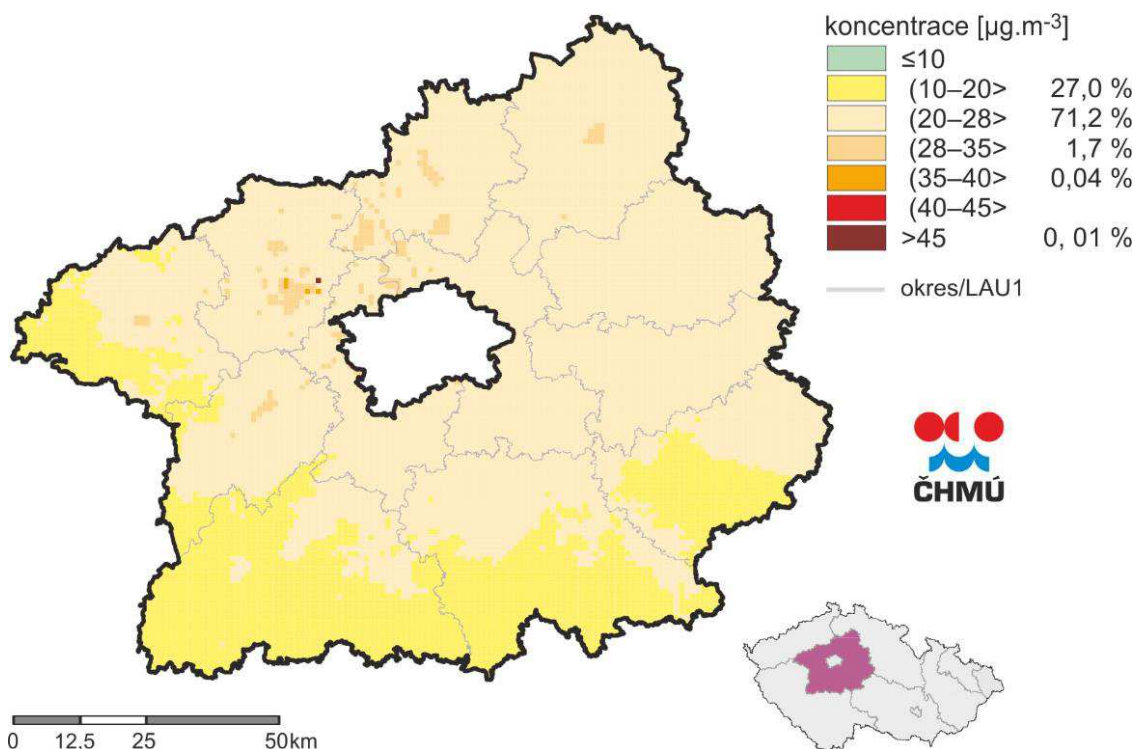 koncentrace [µg.m-3]
≤10
(10–20> 27,0 %
(20–28> 71,2 %
(28–35> 1,7 %
(35–40> 0,04 %
(40–45>
>45 0, 01 %
okres/LAU1
ČHMÚ
0 12.5 25 50km